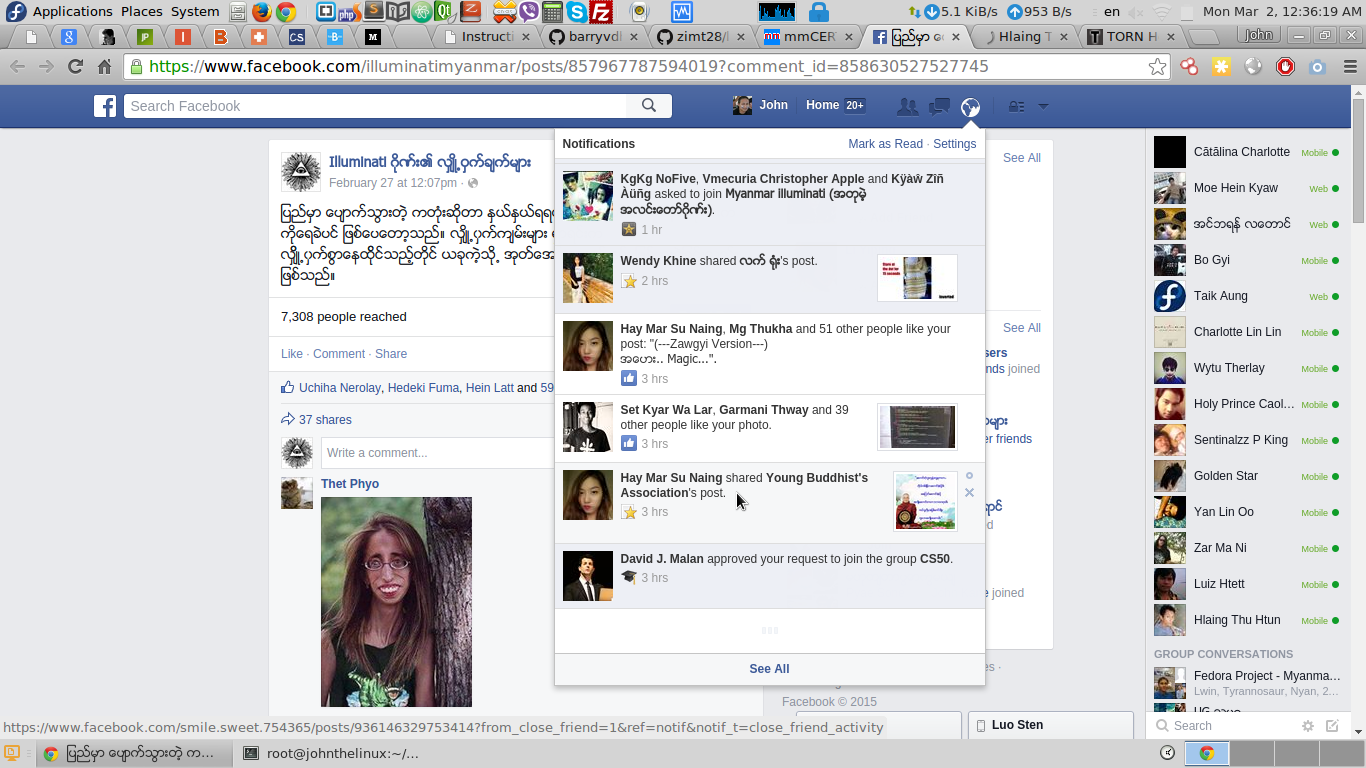 Applications Places System
5.1 KiB/s 953 B/s en Mon Mar 2, 12:36:19 AM
Instructi barryvd zimt28/l mmCER Hlaing T TORN H John
https://www.facebook.com/illuminatimyanmar/posts/857967787594019?comment_id=858630527527745
Search Facebook
John Home 20+
Notifications
Mark as Read · Settings
KgKg NoFive, Vmecuria Christopher Apple and Kÿàẁ Zïñ
Àüñg asked to join Myanmar illuminati (အတုမဲ့
အလင်းတော်ဂိုဏ်း).
1 hr
Wendy Khine shared လက် ရုံး's post.
2 hrs
Hay Mar Su Naing, Mg Thukha and 51 other people like your
post: "(---Zawgyi Version---)
အဟေး.. Magic...".
3 hrs
Set Kyar Wa Lar, Garmani Thway and 39
other people like your photo.
3 hrs
Hay Mar Su Naing shared Young Buddhist's
Association's post.
3 hrs
David J. Malan approved your request to join the group CS50.
3 hrs
See All
Illuminati ဂိုဏ်း၏ လျှို့ဝှက်ချက်များ
February 27 at 12:07pm ·
ပြည်မှာ ပျောက်သွားတဲ့ ကတုံးဆိုတာ နယ်နယ်ရရ
ကိုရေခဲပင် ဖြစ်ပေတော့သည်။ လျှို့ဝှက်ကျမ်းများ
လျှို့ဝှက်စွာနေထိုင်သည့်တိုင် ယခုကဲ့သို့ အုတ်အော
ဖြစ်သည်။
7,308 people reached
Like · Comment · Share
Uchiha Nerolay, Hedeki Fuma, Hein Latt and 59
37 shares
Write a comment...
Thet Phyo
See All
See All
sers
nds joined
များ
er friends
joined
Facebook © 2015
Luo Sten
Cătălina Charlotte Mobile
Moe Hein Kyaw Web
အင်ဘရန် လတောင် Web
Bo Gyi Mobile
Taik Aung Web
Charlotte Lin Lin Mobile
Wytu Therlay Mobile
Holy Prince Caol... Mobile
Sentinalzz P King Mobile
Golden Star Mobile
Yan Lin Oo Mobile
Zar Ma Ni Mobile
Luiz Htett Mobile
Hlaing Thu Htun Mobile
GROUP CONVERSATIONS
Fedora Project - Myanma...
Lwin, Tyrannosaur, Nyan, 2...
Search
https://www.facebook.com/smile.sweet.754365/posts/936146329753414?from_close_friend=1&ref=notif&notif_t=close_friend_activity
ပြည်မှာ ပျောက်သွားတဲ့ က...
root@johnthelinux:~/...